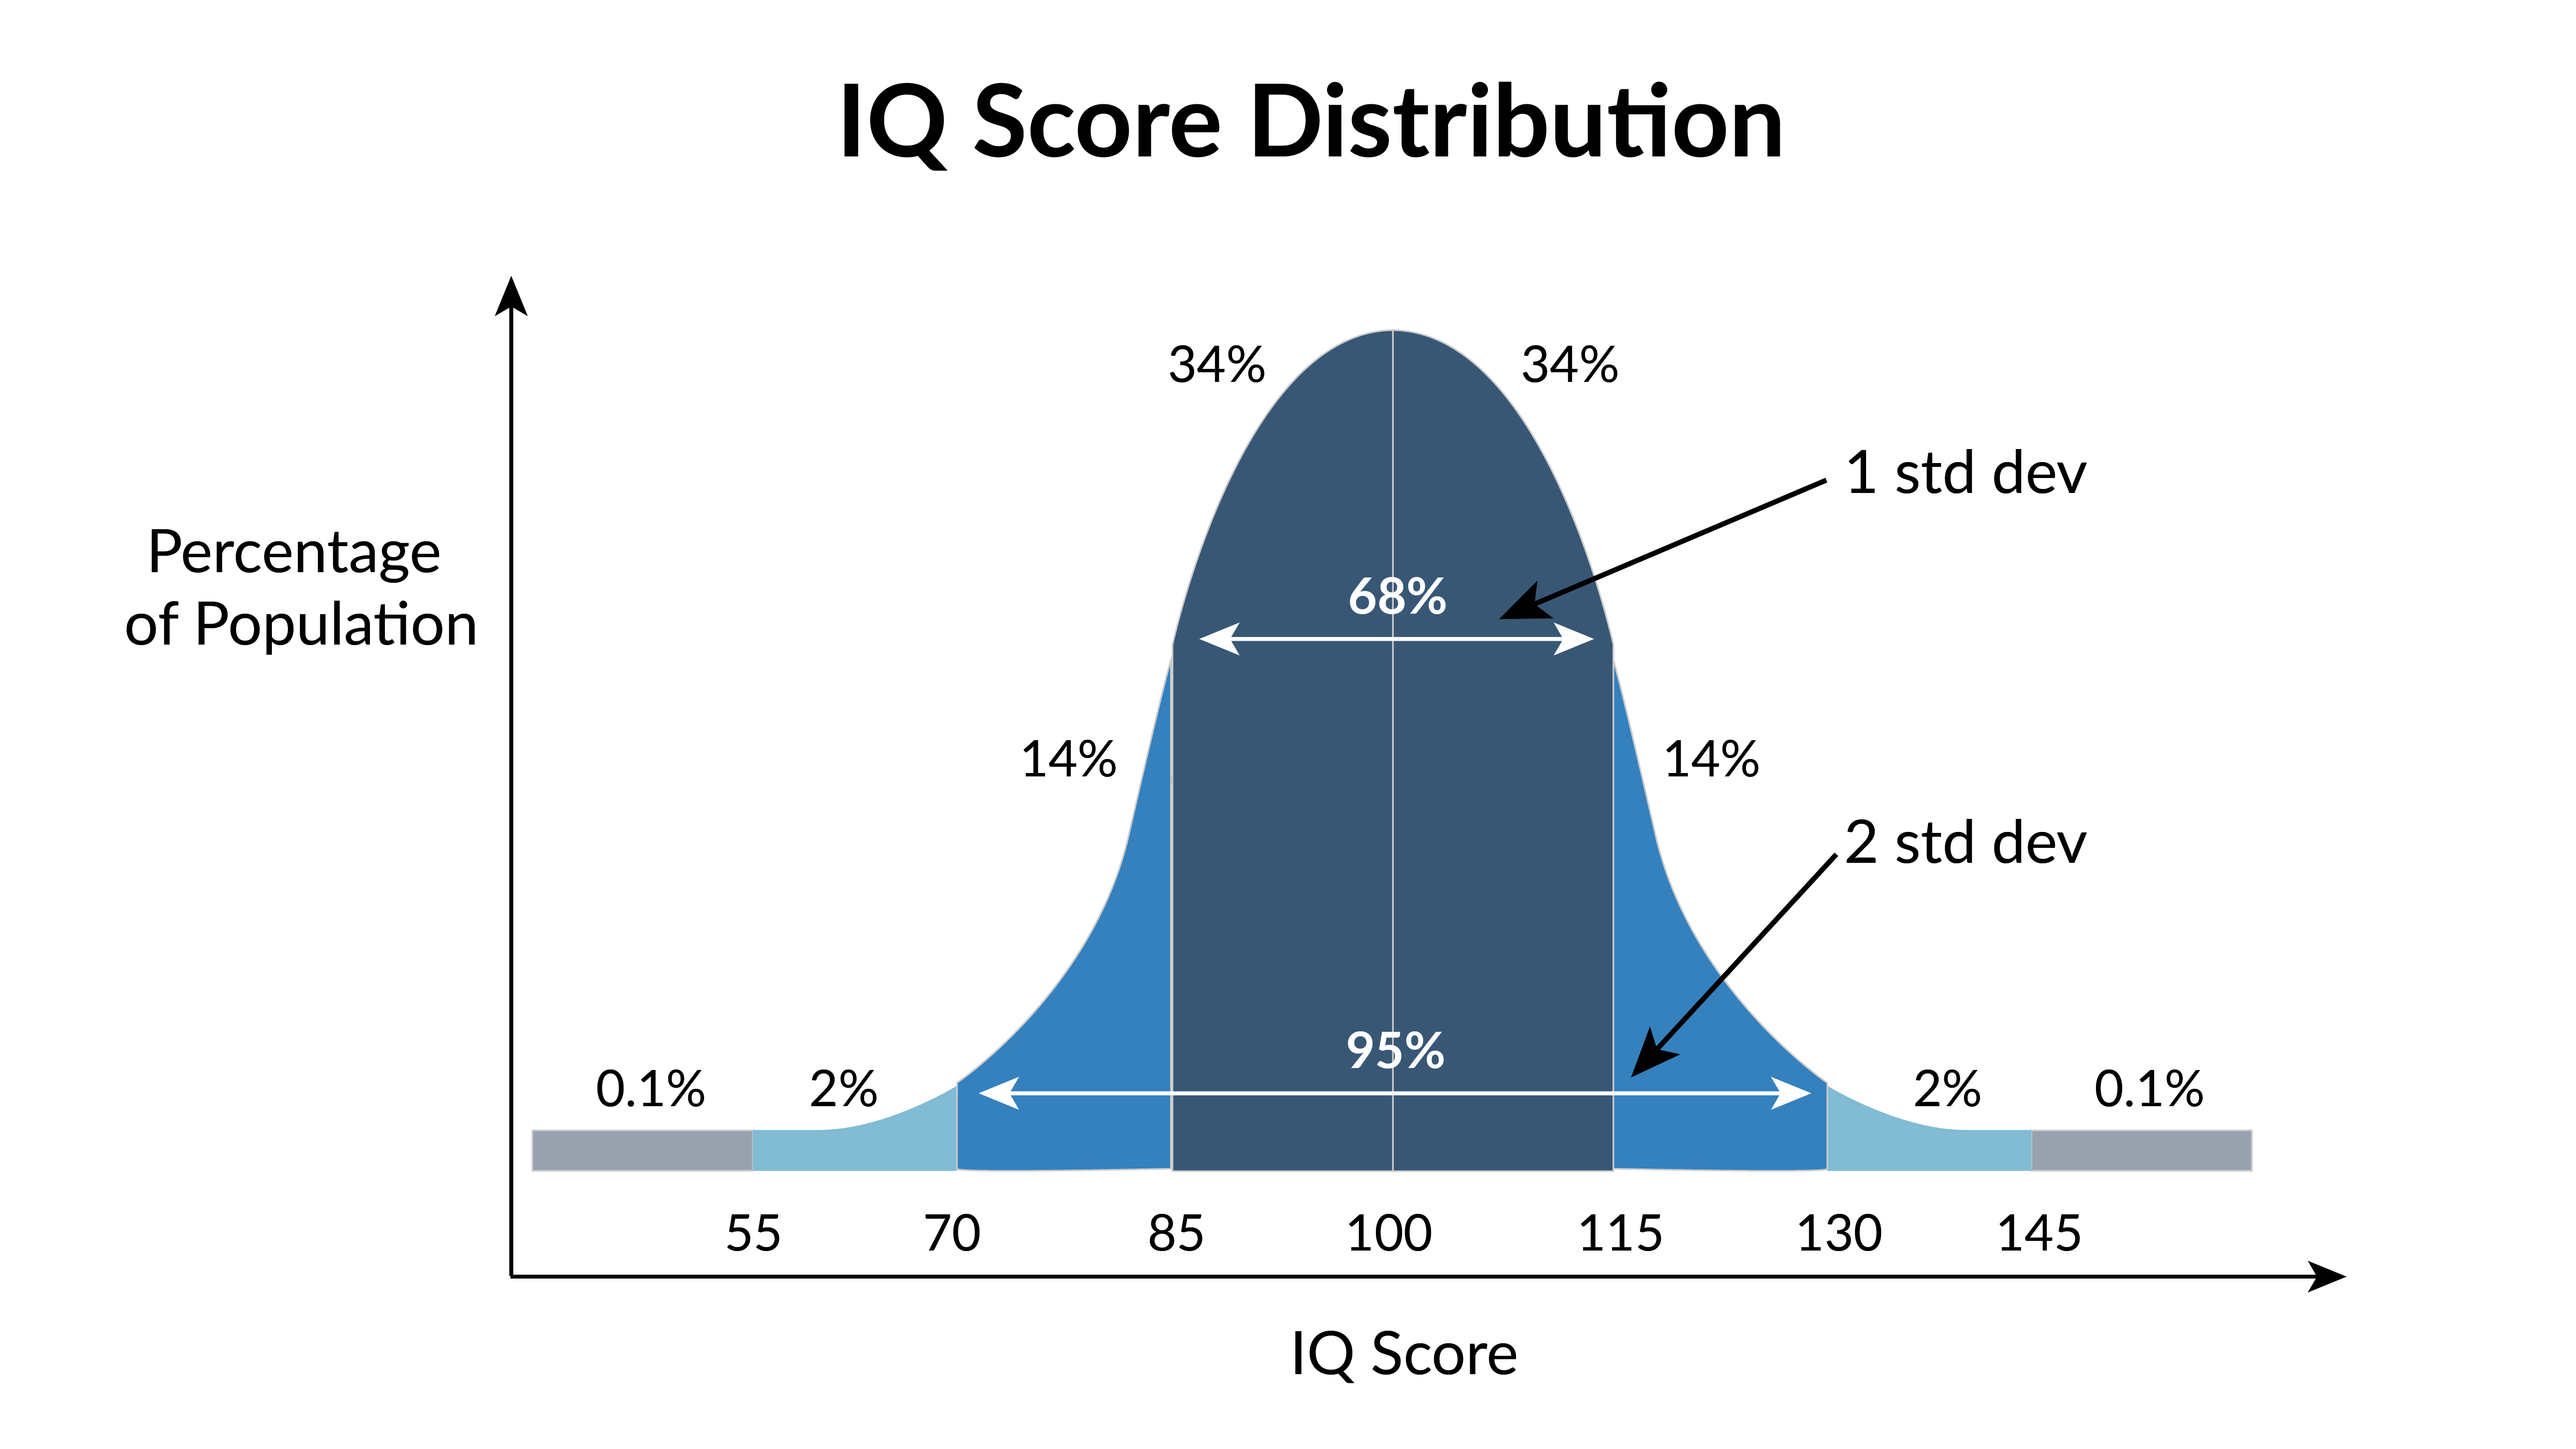 IQ Score Distribution
34% 34%
1 std dev
Percentage
of Population
68%
14% 14%
2 std dev
95%
0.1% 2% 2% 0.1%
55 70 85 100 115 130 145
IQ Score